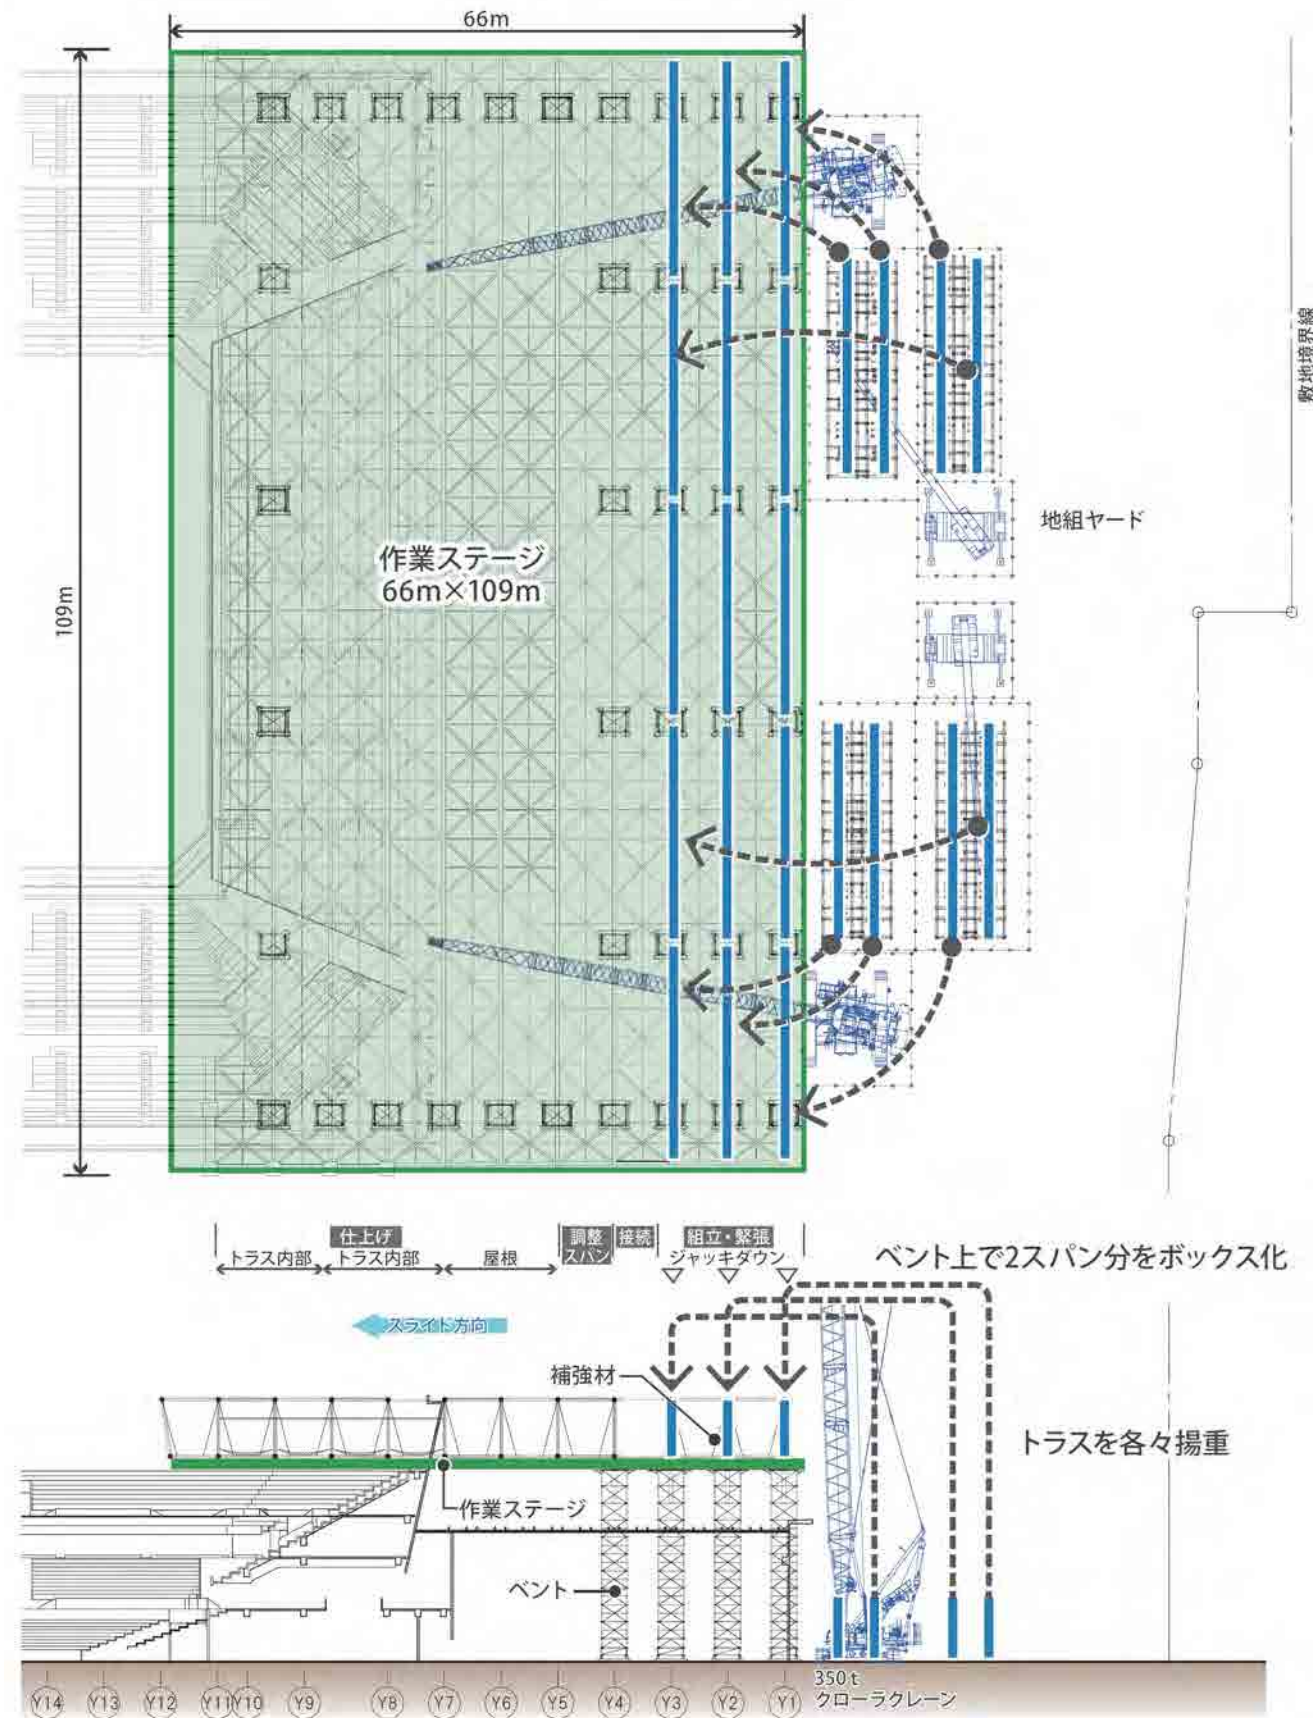 66m
109m
敷地境界線
地組ヤード
作業ステージ
66m×109m
仕上げ
調整
スパン
接続
組立・緊張
トラス内部
トラス内部
屋根
ジャッキダウン
ベント上で2スパン分をボックス化
スライド方向
補強材
トラスを各々揚重
作業ステージ
ベント
350t
クローラクレーン
Y14
Y13
Y12
Y11
Y10
Y9
Y8
Y7
Y6
Y5
Y4
Y3
Y2
Y1